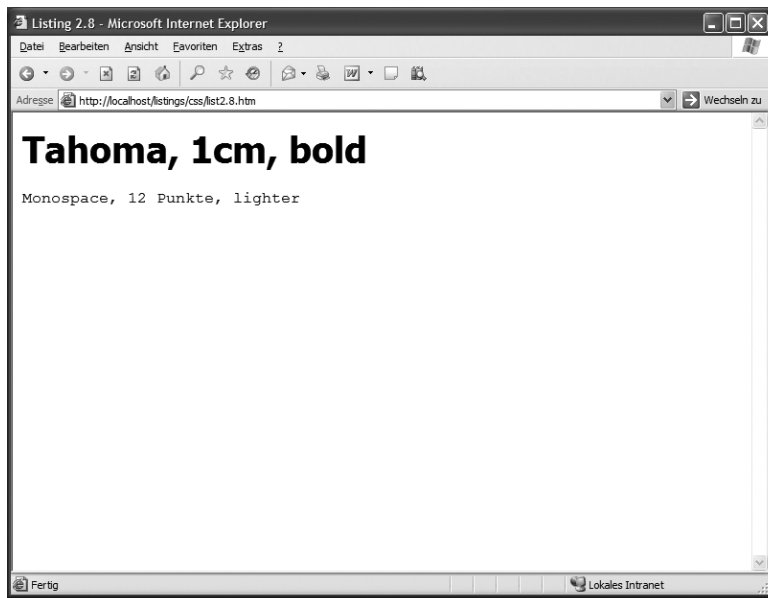 Listing 2.8 - Microsoft Internet Explorer
Datei Bearbeiten Ansicht Favoriten Extras ?
Adresse http://localhost/listings/css/list2.8.htm Wechseln zu
Tahoma, 1cm, bold
Monospace, 12 Punkte, lighter
Fertig Lokales Intranet